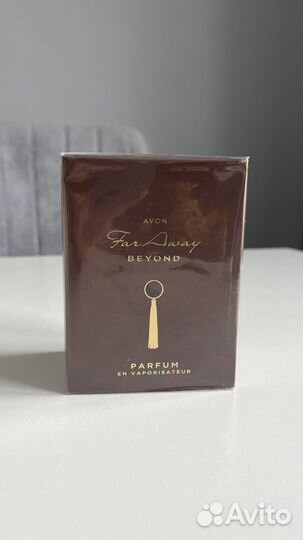 AVON
Far Away
BEYOND
PARFUM
EN VAPORISATEUR
Avito